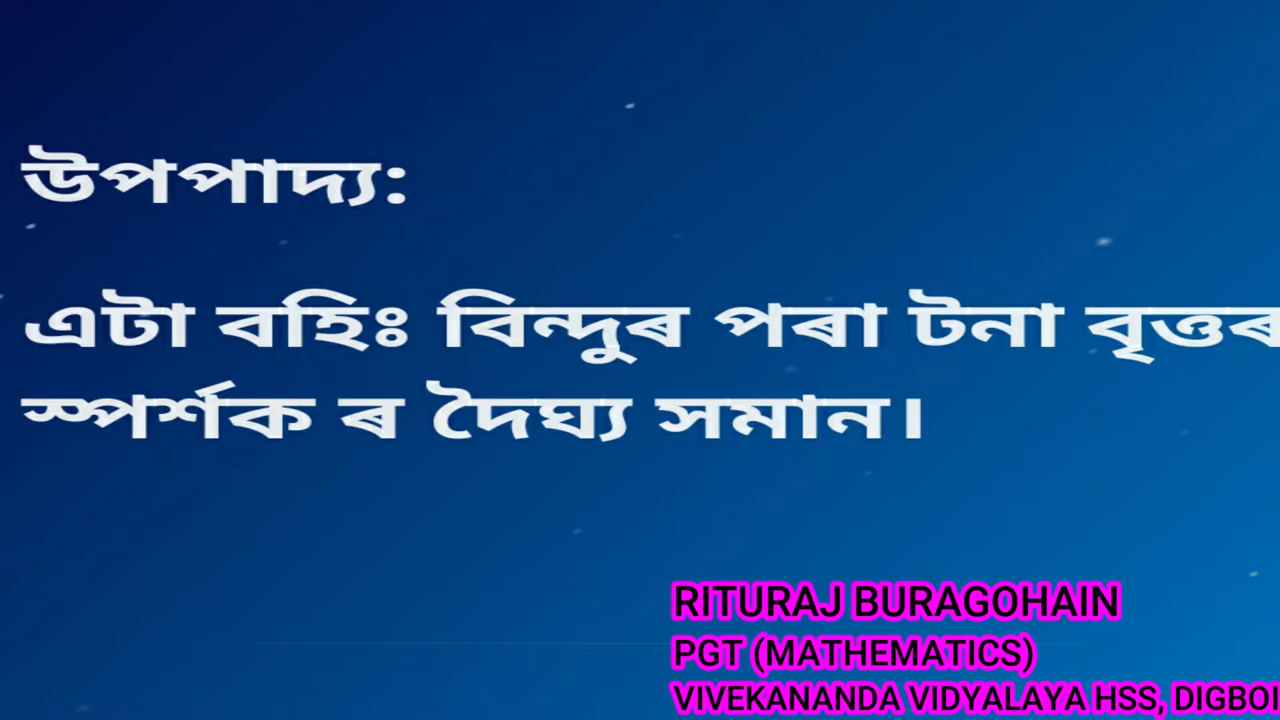 উপপাদ্য:
এটা বহিঃ বিন্দুৰ পৰা টনা বৃত্তৰ
স্পৰ্শক ৰ দৈৰ্ঘ্য সমান।
RITURAJ BURAGOHAIN
PGT (MATHEMATICS)
VIVEKANANDA VIDYALAYA HSS, DIGBOI